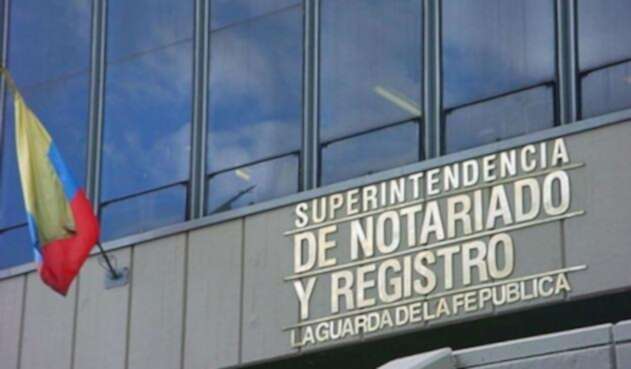 SUPERINTENDENCIA
DE NOTARIADO
Y REGISTRO
LA GUARDA DE LA FE PUBLICA